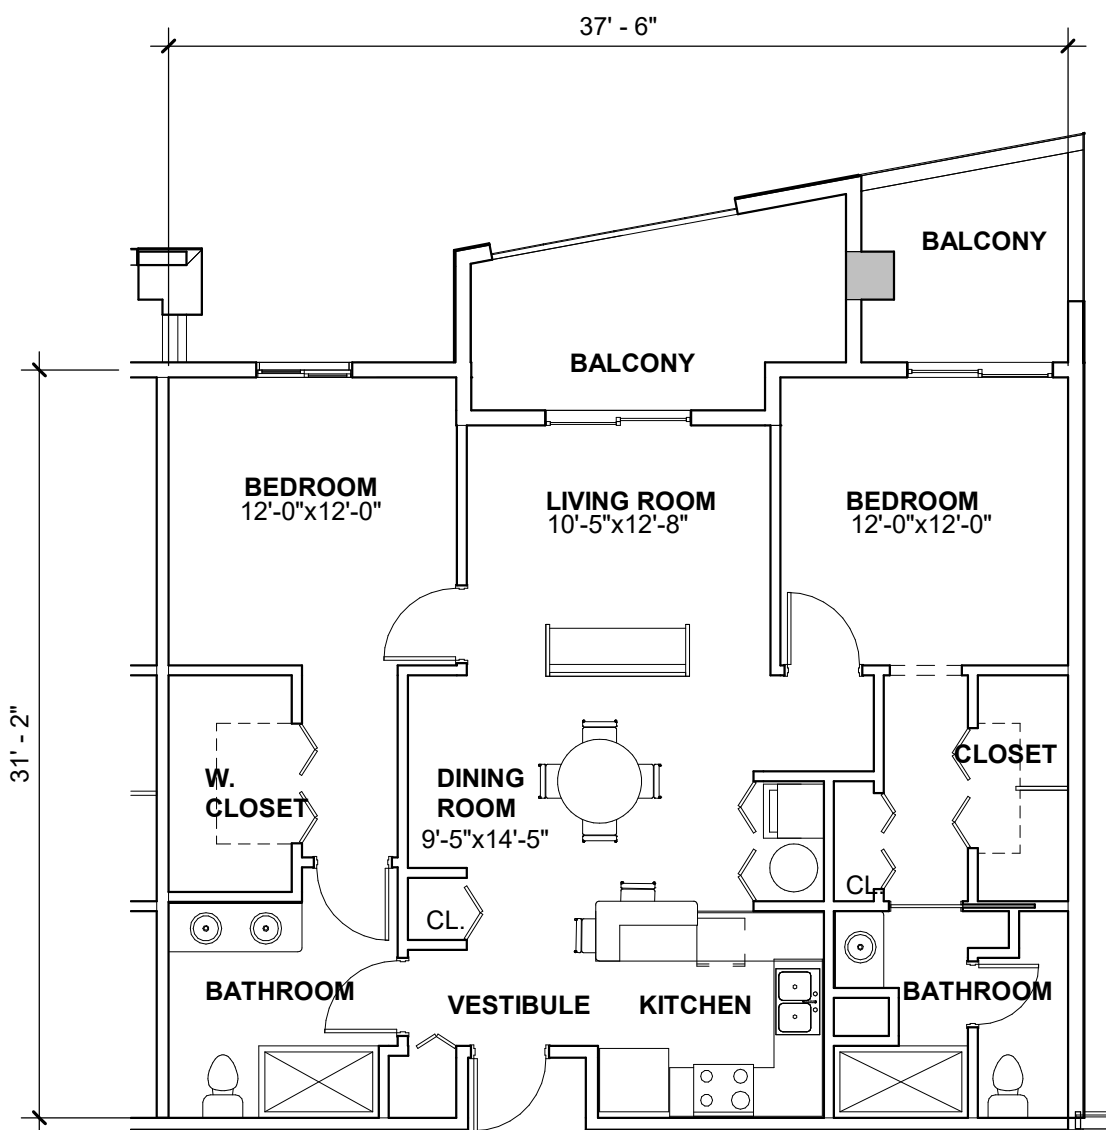 37' - 6"
BALCONY
BALCONY
BEDROOM
12'-0"x12'-0"
LIVING ROOM
10'-5"x12'-8"
BEDROOM
12'-0"x12'-0"
31' - 2"
W.
CLOSET
DINING
ROOM
9'-5"x14'-5"
CLOSET
CL.
CL.
BATHROOM
VESTIBULE
KITCHEN
BATHROOM